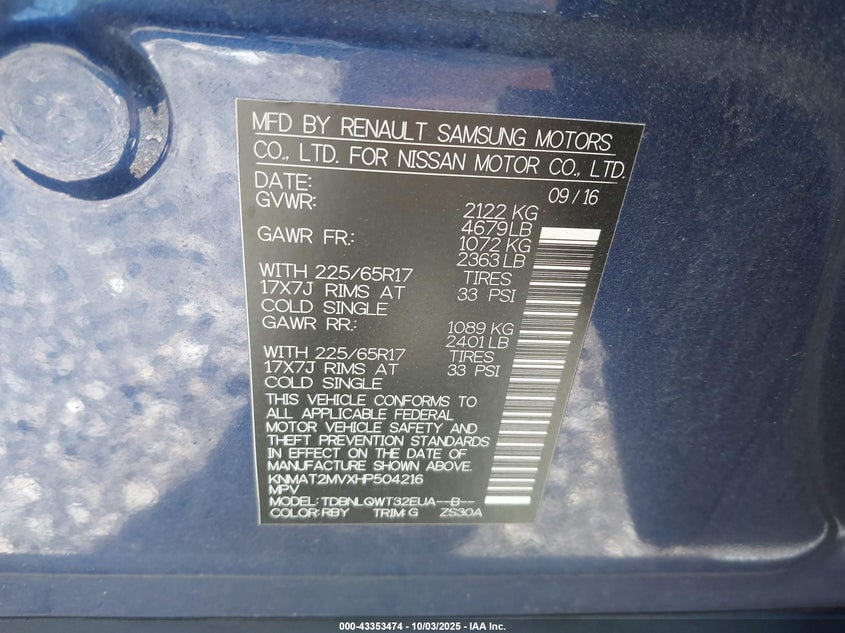 MFD BY RENAULT SAMSUNG MOTORS
CO., LTD. FOR NISSAN MOTOR CO., LTD.
DATE: 09/16
GVWR: 2122 KG
4679LB
GAWR FR.: 1072 KG
2363 LB
WITH 225/65R17 TIRES
17X7J RIMS AT 33 PSI
COLD SINGLE
GAWR RR.: 1089 KG
2401 LB
WITH 225/65R17 TIRES
17X7J RIMS AT 33 PSI
COLD SINGLE
THIS VEHICLE CONFORMS TO
ALL APPLICABLE FEDERAL
MOTOR VEHICLE SAFETY AND
THEFT PREVENTION STANDARDS
IN EFFECT ON THE DATE OF
MANUFACTURE SHOWN ABOVE.
KNMAT2MVXHP504216
MPV
MODEL: TDBNLQWT32EUA--B--
COLOR: RBY TRIM: G ZS30A
000-43353474 - 10/03/2025 - IAA Inc.